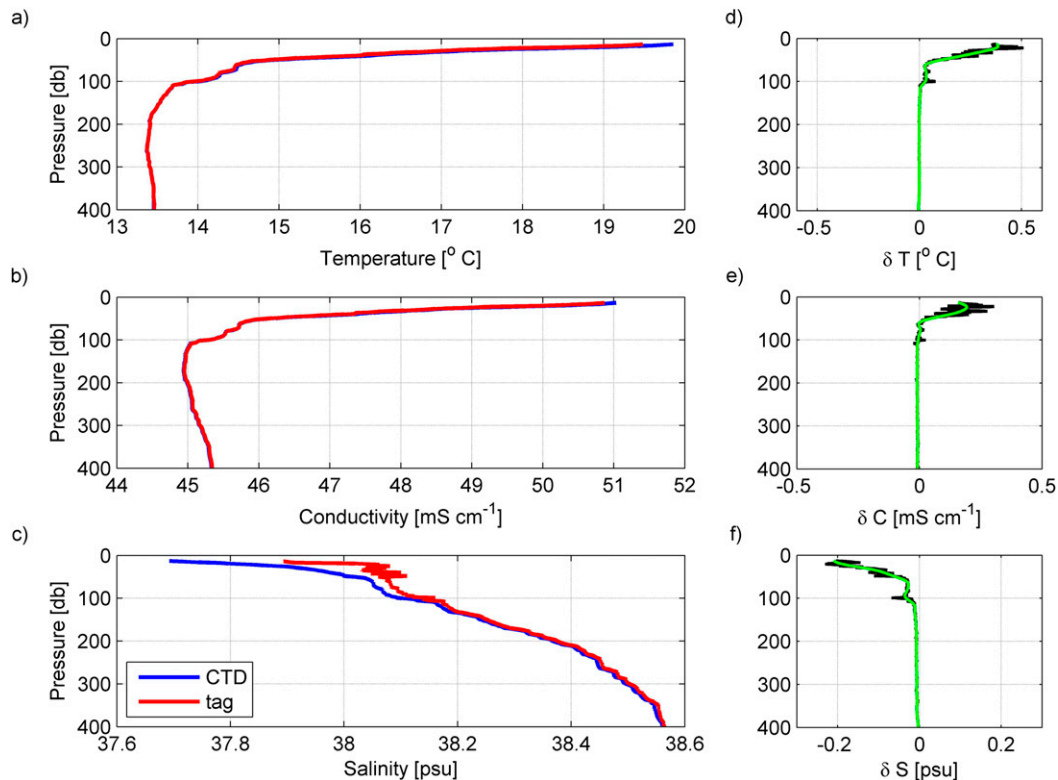 a)
Pressure [db]
0
100
200
300
400
13 14 15 16 17 18 19 20
Temperature [° C]
d)
0
100
200
300
400
-0.5 0 0.5
δ T [° C]
b)
Pressure [db]
0
100
200
300
400
44 45 46 47 48 49 50 51 52
Conductivity [mS cm⁻¹]
e)
0
100
200
300
400
-0.5 0 0.5
δ C [mS cm⁻¹]
c)
Pressure [db]
0
100
200
300
400
CTD
tag
37.6 37.8 38 38.2 38.4 38.6
Salinity [psu]
f)
0
100
200
300
400
-0.2 0 0.2
δ S [psu]